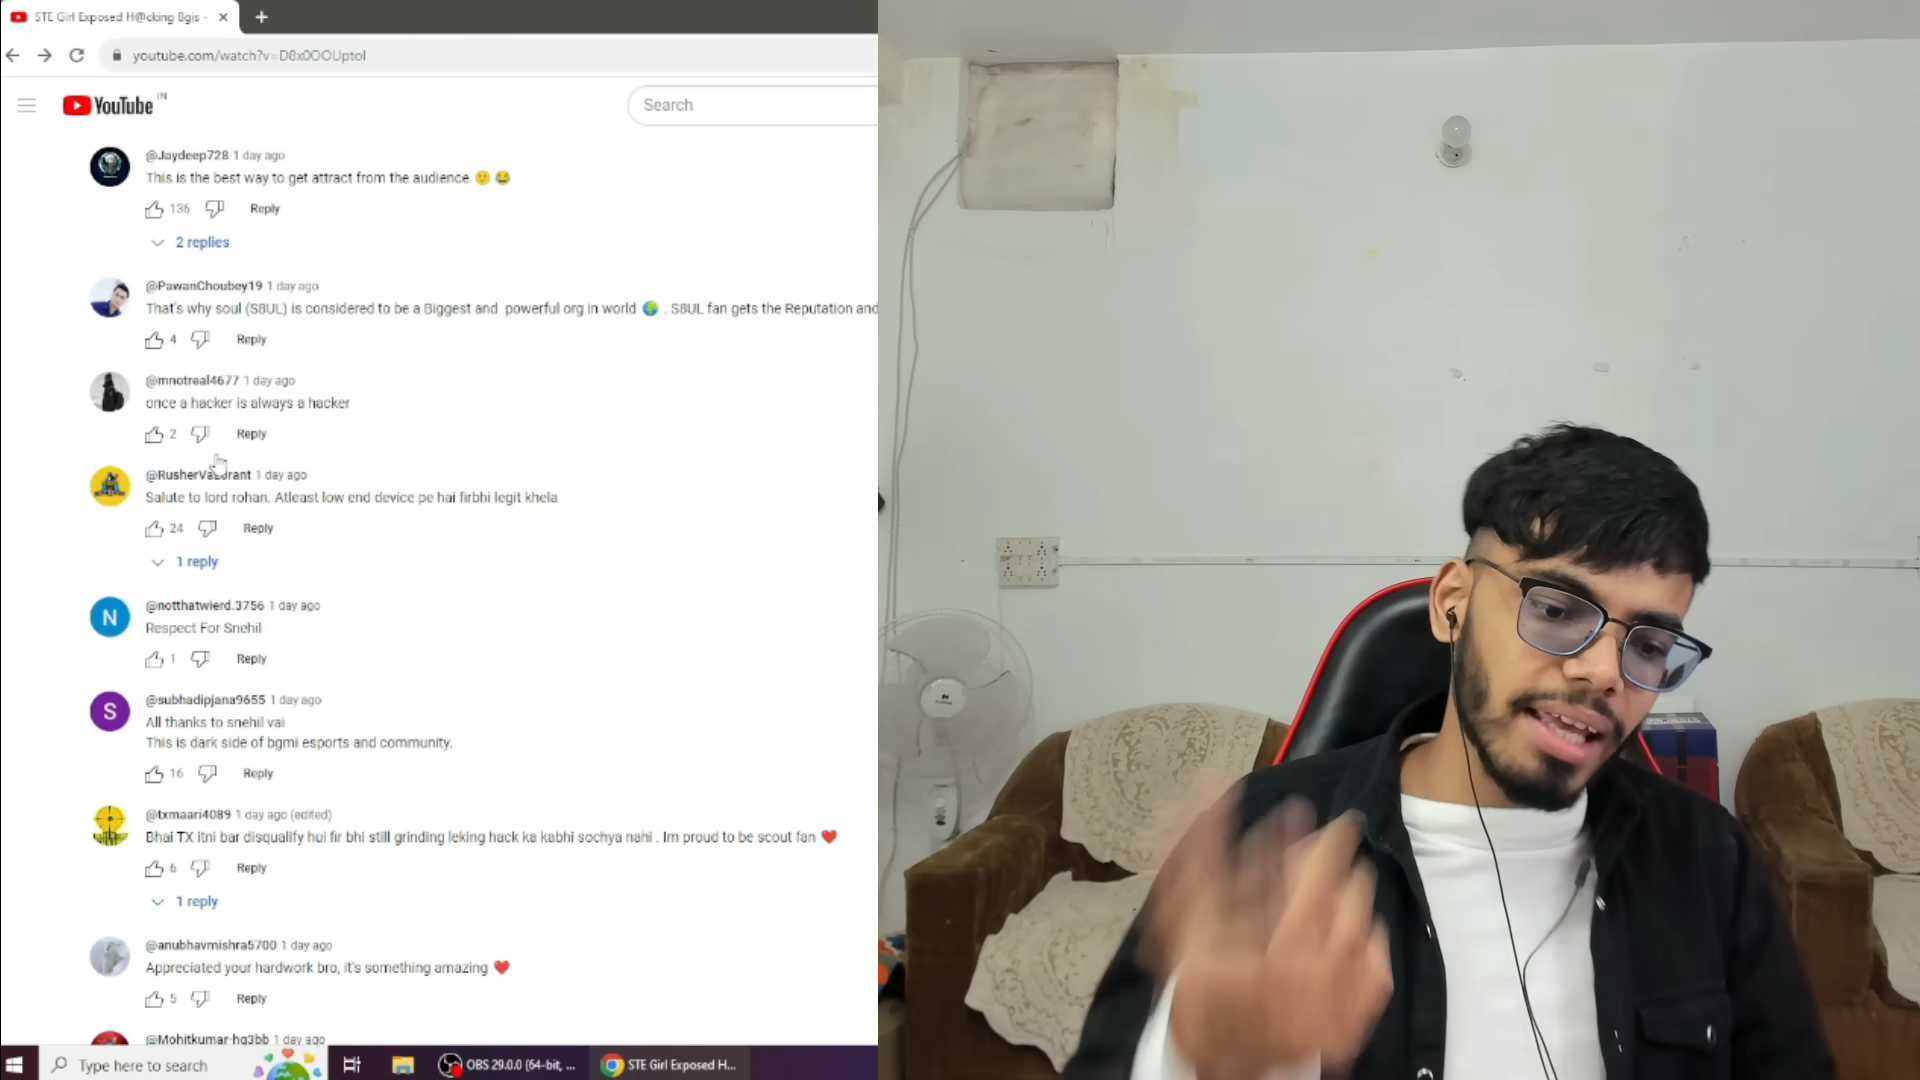 STE Girl Exposed H@cking Bgis -
youtube.com/watch?v=D8x0OOUptoI
YouTube IN
Search
@Jaydeep728 1 day ago
This is the best way to get attract from the audience 🙂 😂
136 Reply
2 replies
@PawanChoubey19 1 day ago
That's why soul (S8UL) is considered to be a Biggest and powerful org in world 🌍 . S8UL fan gets the Reputation and
4 Reply
@mnotreal4677 1 day ago
once a hacker is always a hacker
2 Reply
1 day ago
Salute to lord rohan. Atleast low end device pe hai firbhi legit khela
24 Reply
1 reply
@notthatwierd.3756 1 day ago
Respect For Snehil
1 Reply
@subhadipjana9655 1 day ago
All thanks to snehil vai
This is dark side of bgmi esports and community.
16 Reply
@txmaari4089 1 day ago (edited)
Bhai TX itni bar disqualify hui fir bhi still grinding leking hack ka kabhi sochya nahi . Im proud to be scout fan ❤️
6 Reply
1 reply
@anubhavmishra5700 1 day ago
Appreciated your hardwork bro, it's something amazing ❤️
5 Reply
@Mohitkumar-hg3bb 1 day ago
Type here to search
OBS 29.0.0 (64-bit, ...
STE Girl Exposed H...
N
S